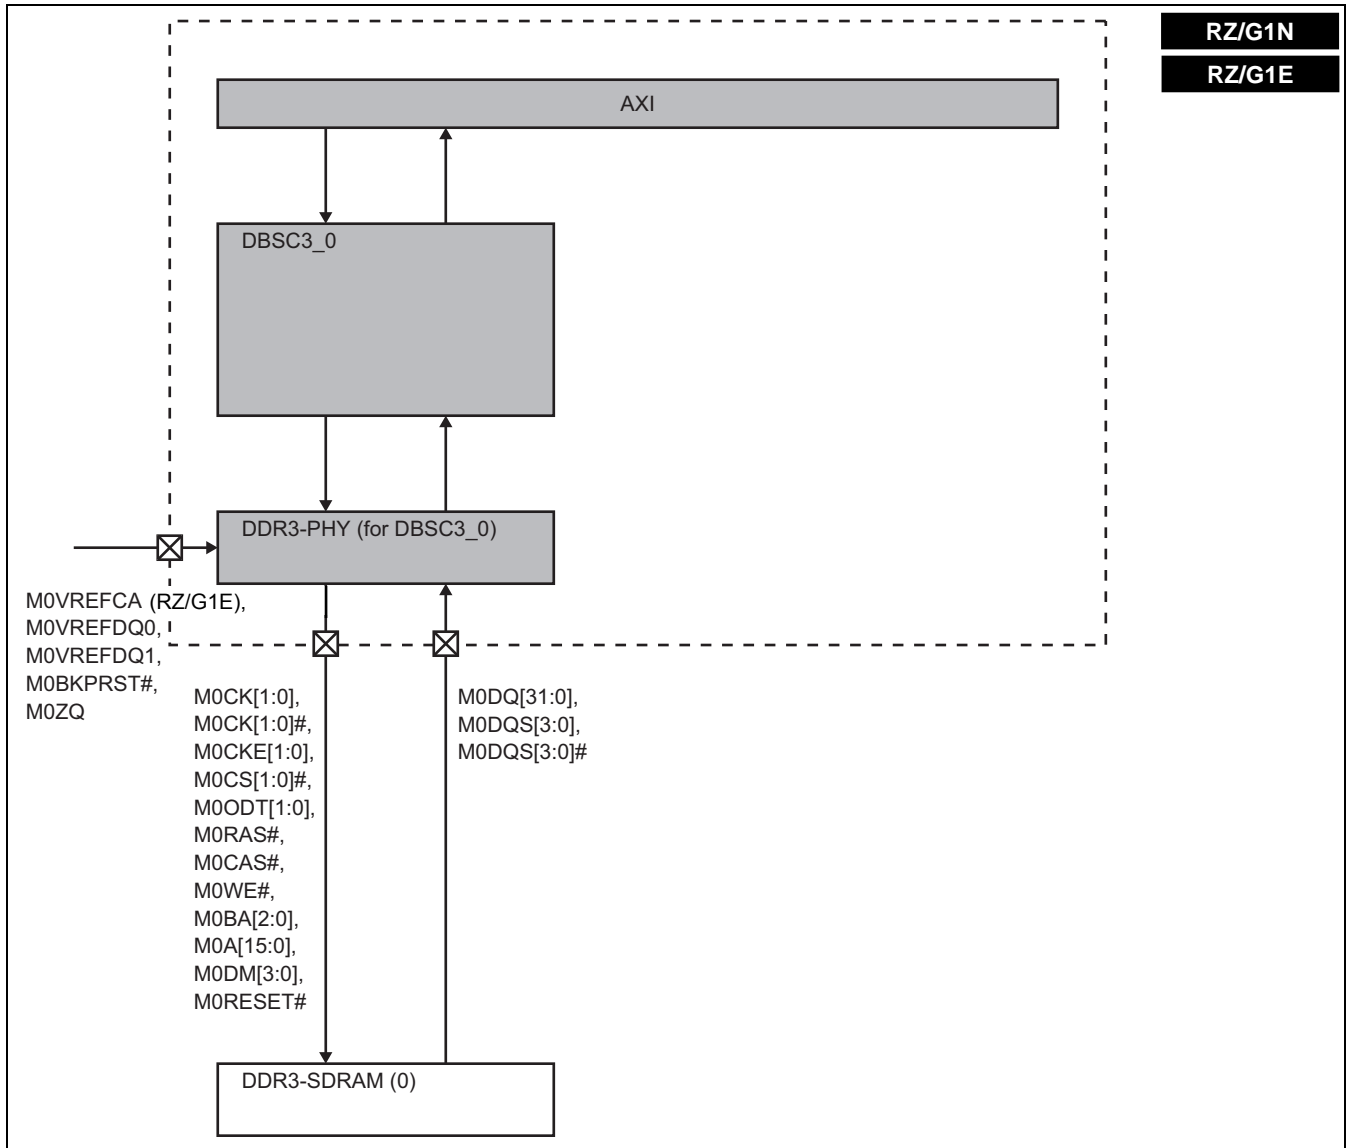 RZ/G1N
RZ/G1E
AXI
DBSC3_0
DDR3-PHY (for DBSC3_0)
M0VREFCA (RZ/G1E),
M0VREFDQ0,
M0VREFDQ1,
M0BKPRST#,
M0ZQ
M0CK[1:0],
M0CK[1:0]#,
M0CKE[1:0],
M0CS[1:0]#,
M0ODT[1:0],
M0RAS#,
M0CAS#,
M0WE#,
M0BA[2:0],
M0A[15:0],
M0DM[3:0],
M0RESET#
M0DQ[31:0],
M0DQS[3:0],
M0DQS[3:0]#
DDR3-SDRAM (0)